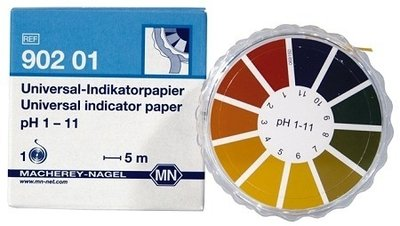 REF
902 01
Universal-Indikatorpapier
Universal indicator paper
pH 1 – 11
1
5 m
MACHEREY-NAGEL
www.mn-net.com
MN
pH 1-11
1
2
3
4
5
6
7
8
9
10
11